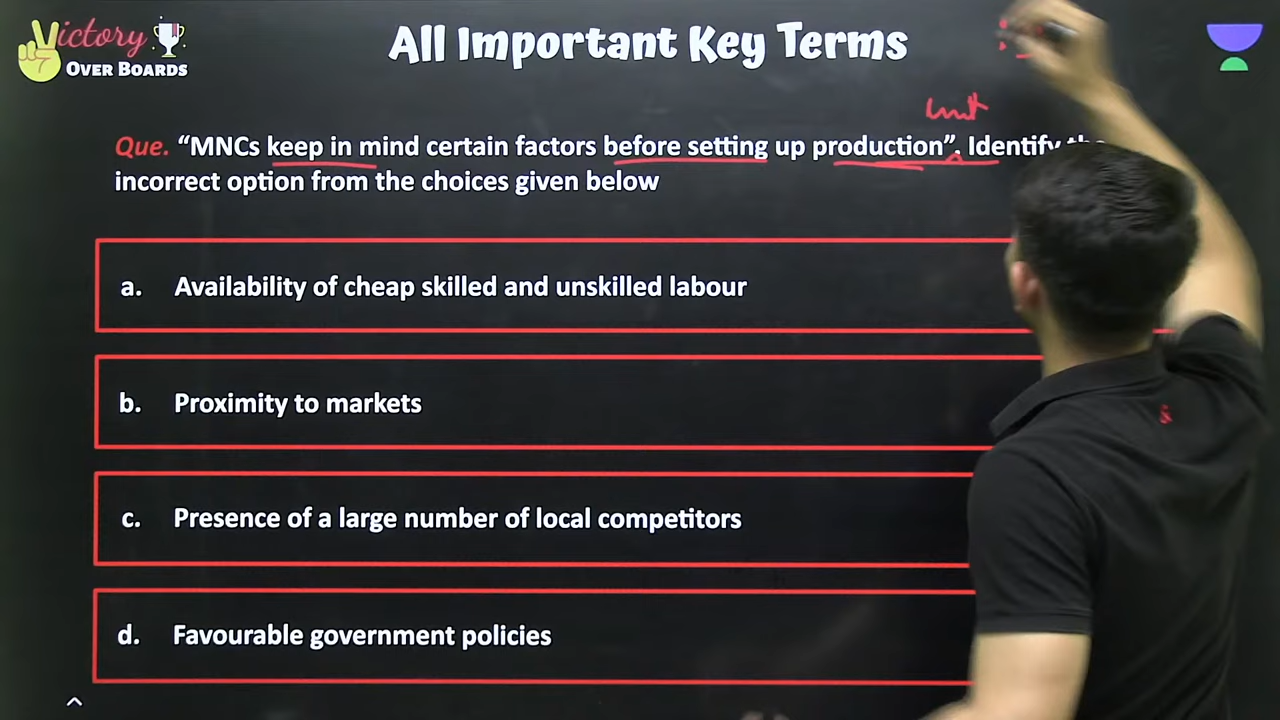 Victory
OVER BOARDS
All Important Key Terms
unit
Que. “MNCs keep in mind certain factors before setting up production”. Identify the
incorrect option from the choices given below
a. Availability of cheap skilled and unskilled labour
b. Proximity to markets
c. Presence of a large number of local competitors
d. Favourable government policies